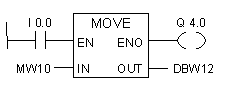 I 0.0 MOVE Q 4.0
EN ENO
MW10 IN OUT DBW12